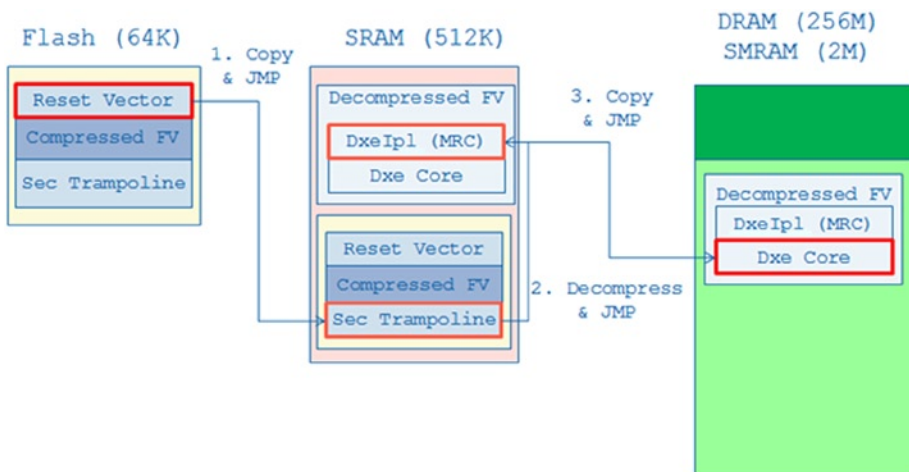 Flash (64K)
1. Copy
& JMP
Reset Vector
Compressed FV
Sec Trampoline
SRAM (512K)
Decompressed FV
DxeIpl (MRC)
Dxe Core
Reset Vector
Compressed FV
Sec Trampoline
2. Decompress
& JMP
3. Copy
& JMP
DRAM (256M)
SMRAM (2M)
Decompressed FV
DxeIpl (MRC)
Dxe Core